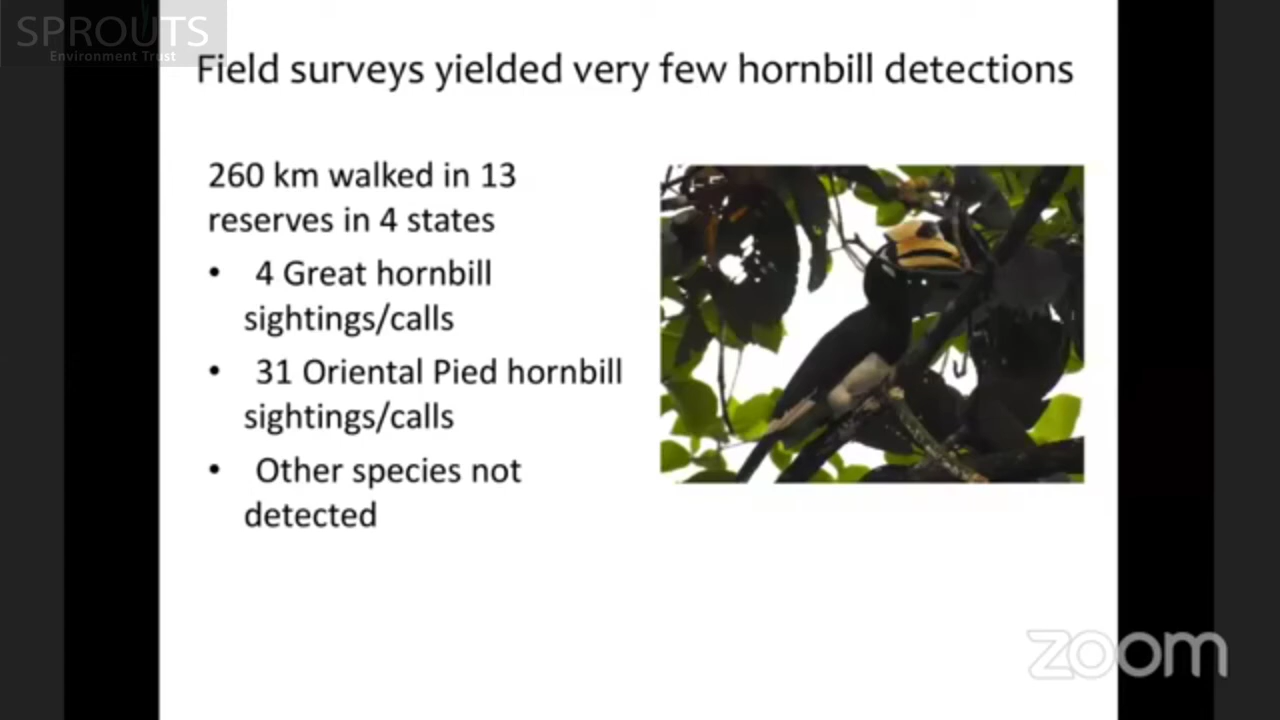 SPROUTS
Environment Trust
Field surveys yielded very few hornbill detections
260 km walked in 13
reserves in 4 states
• 4 Great hornbill
sightings/calls
• 31 Oriental Pied hornbill
sightings/calls
• Other species not
detected
zoom